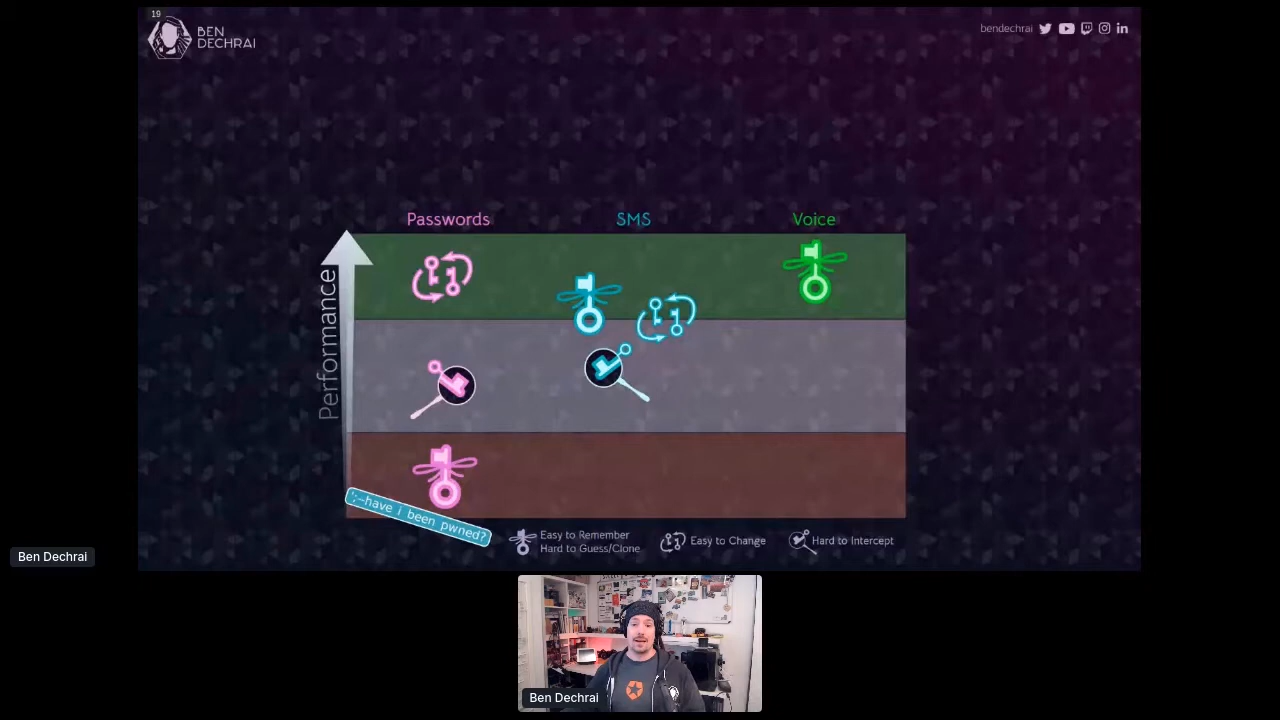 19
BEN
DECHRAI
bendechrai
Passwords
SMS
Voice
Performance
';--have i been pwned?
Easy to Remember
Hard to Guess/Clone
Easy to Change
Hard to Intercept
Ben Dechrai
Ben Dechrai